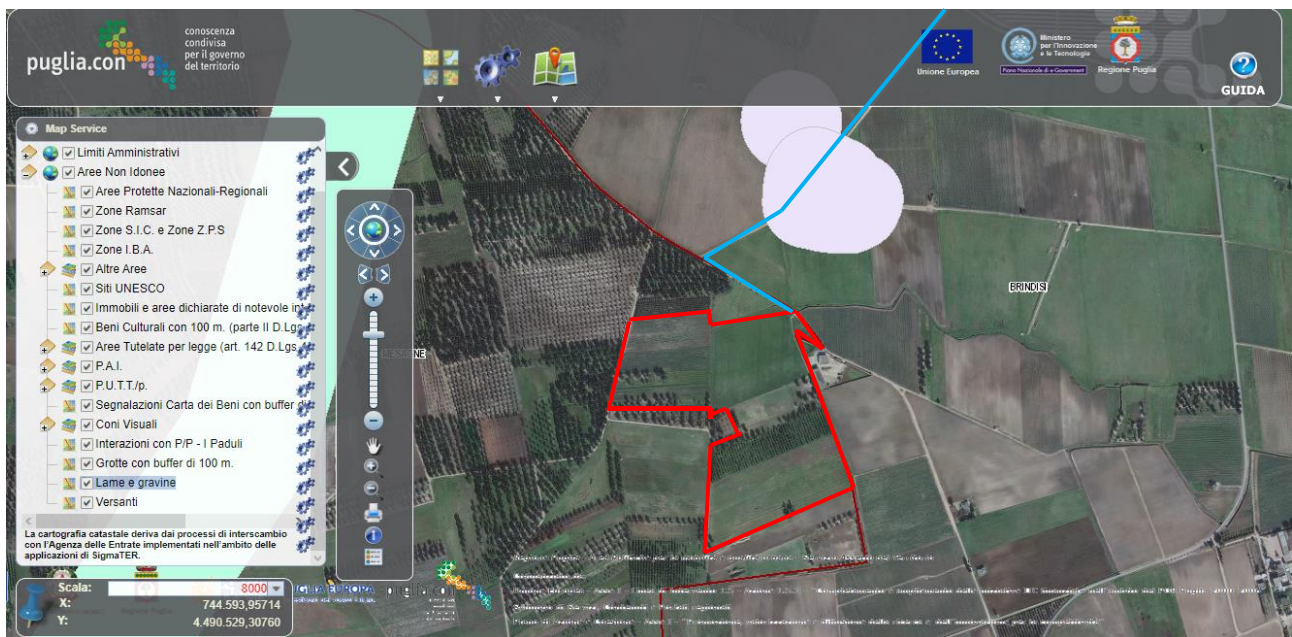 puglia.con
conoscenza
condivisa
per il governo
del territorio
Unione Europea
Ministero
per l'Innovazione
e le Tecnologie
Piano Nazionale di e-Government
Regione Puglia
GUIDA
Map Service
Limiti Amministrativi
Aree Non Idonee
Aree Protette Nazionali-Regionali
Zone Ramsar
Zone S.I.C. e Zone Z.P.S
Zone I.B.A.
Altre Aree
Siti UNESCO
Immobili e aree dichiarate di notevole int
Beni Culturali con 100 m. (parte II D.Lgs
Aree Tutelate per legge (art. 142 D.Lgs.
P.A.I.
P.U.T.T./p.
Segnalazioni Carta dei Beni con buffer d
Coni Visuali
Interazioni con P/P - I Paduli
Grotte con buffer di 100 m.
Lame e gravine
Versanti
La cartografia catastale deriva dai processi di interscambio
con l'Agenzia delle Entrate implementati nell'ambito delle
applicazioni di SigmaTER.
BRINDISI
Scala:
8000
X:
744.593,95714
Y:
4.490.529,30760